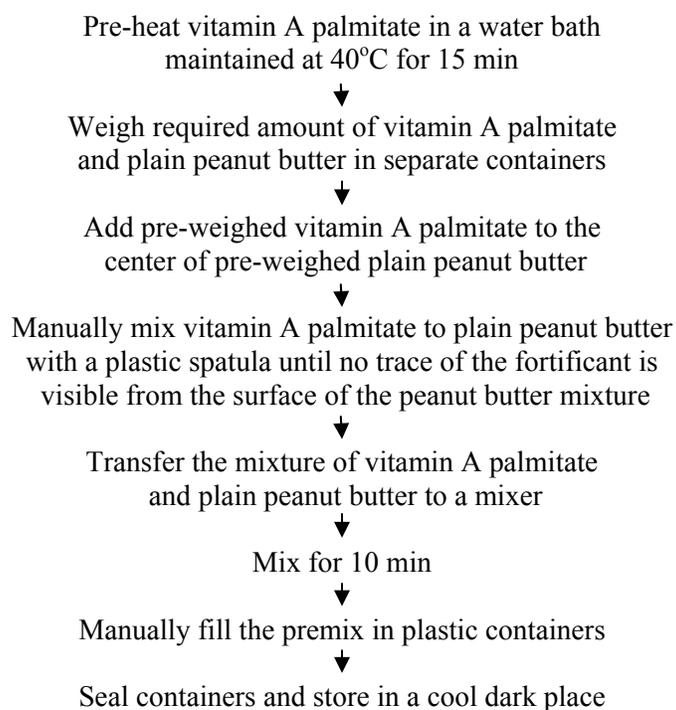 Pre-heat vitamin A palmitate in a water bath
maintained at 40°C for 15 min
Weigh required amount of vitamin A palmitate
and plain peanut butter in separate containers
Add pre-weighed vitamin A palmitate to the
center of pre-weighed plain peanut butter
Manually mix vitamin A palmitate to plain peanut butter
with a plastic spatula until no trace of the fortificant is
visible from the surface of the peanut butter mixture
Transfer the mixture of vitamin A palmitate
and plain peanut butter to a mixer
Mix for 10 min
Manually fill the premix in plastic containers
Seal containers and store in a cool dark place